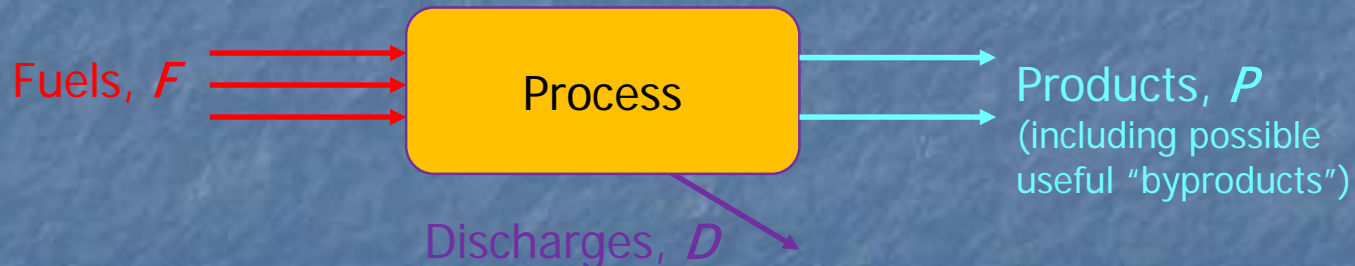 Fuels, F
Process
Products, P
(including possible
useful “byproducts”)
Discharges, D